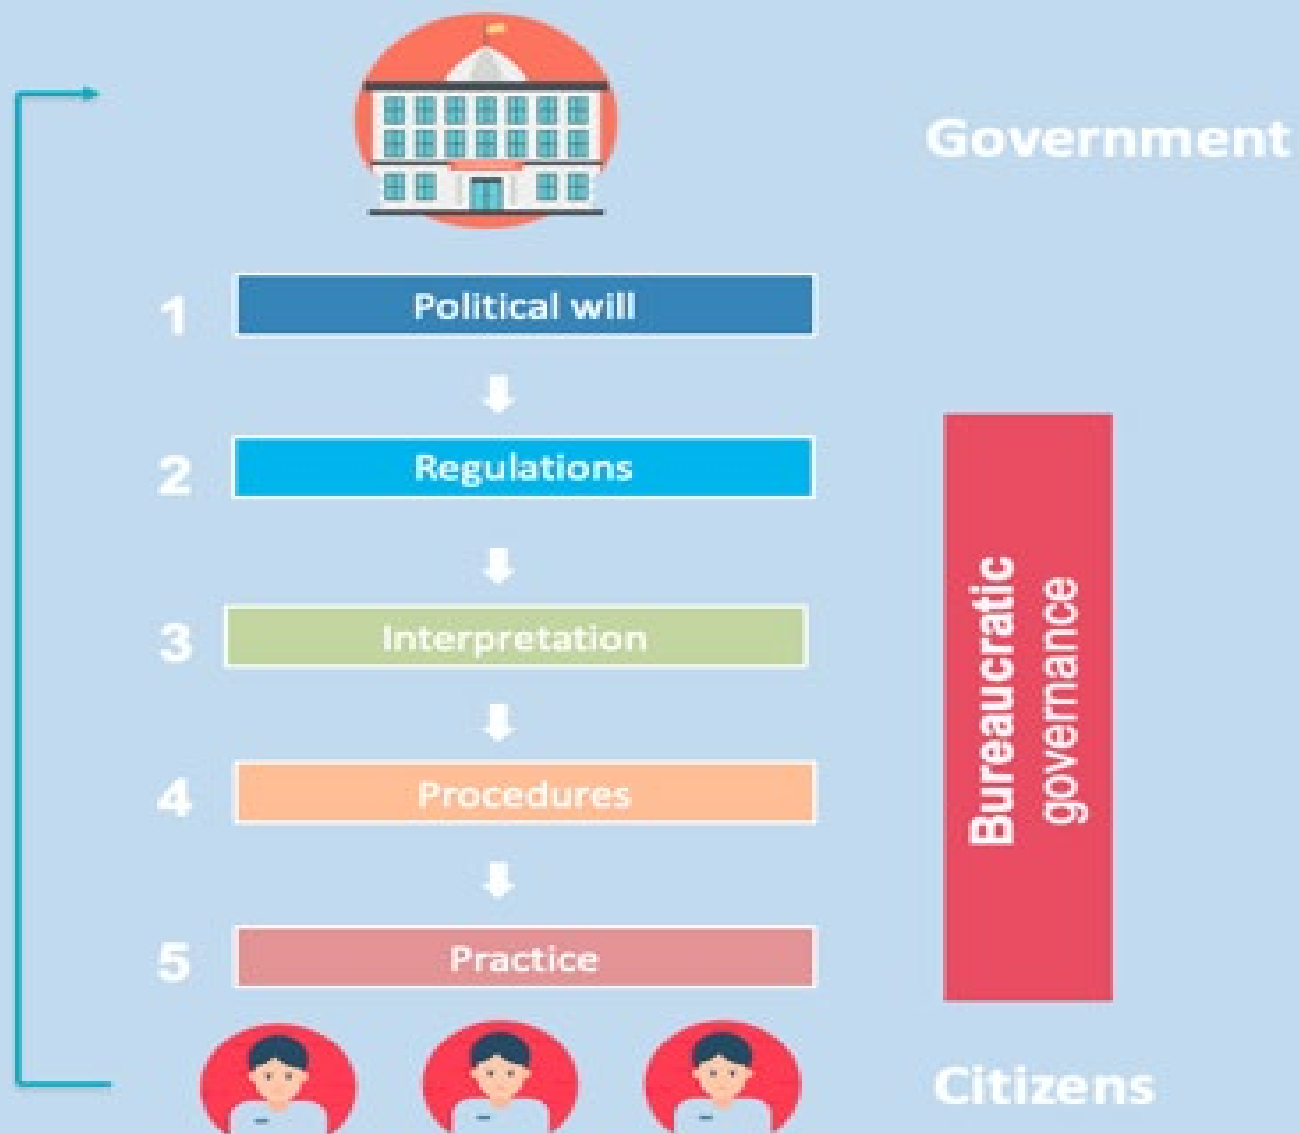 Government
1 Political will
2 Regulations
3 Interpretation
4 Procedures
5 Practice
Bureaucratic
governance
Citizens